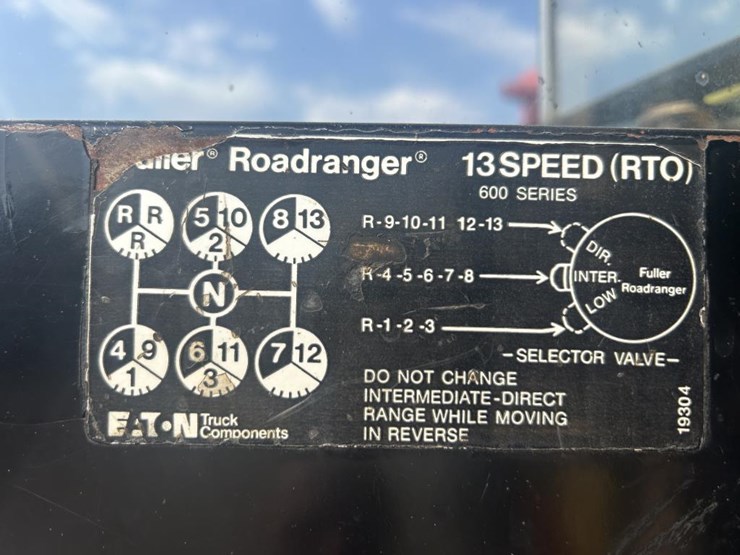 Fuller® Roadranger® 13 SPEED (RTO)
600 SERIES
R R R
5 10 2
8 13
N
4 9 1
6 11 3
7 12
R-9-10-11 12-13
R-4-5-6-7-8
R-1-2-3
DIR.
INTER.
LOW
Fuller
Roadranger
-SELECTOR VALVE-
DO NOT CHANGE
INTERMEDIATE-DIRECT
RANGE WHILE MOVING
IN REVERSE
19304
EATON Truck
Components